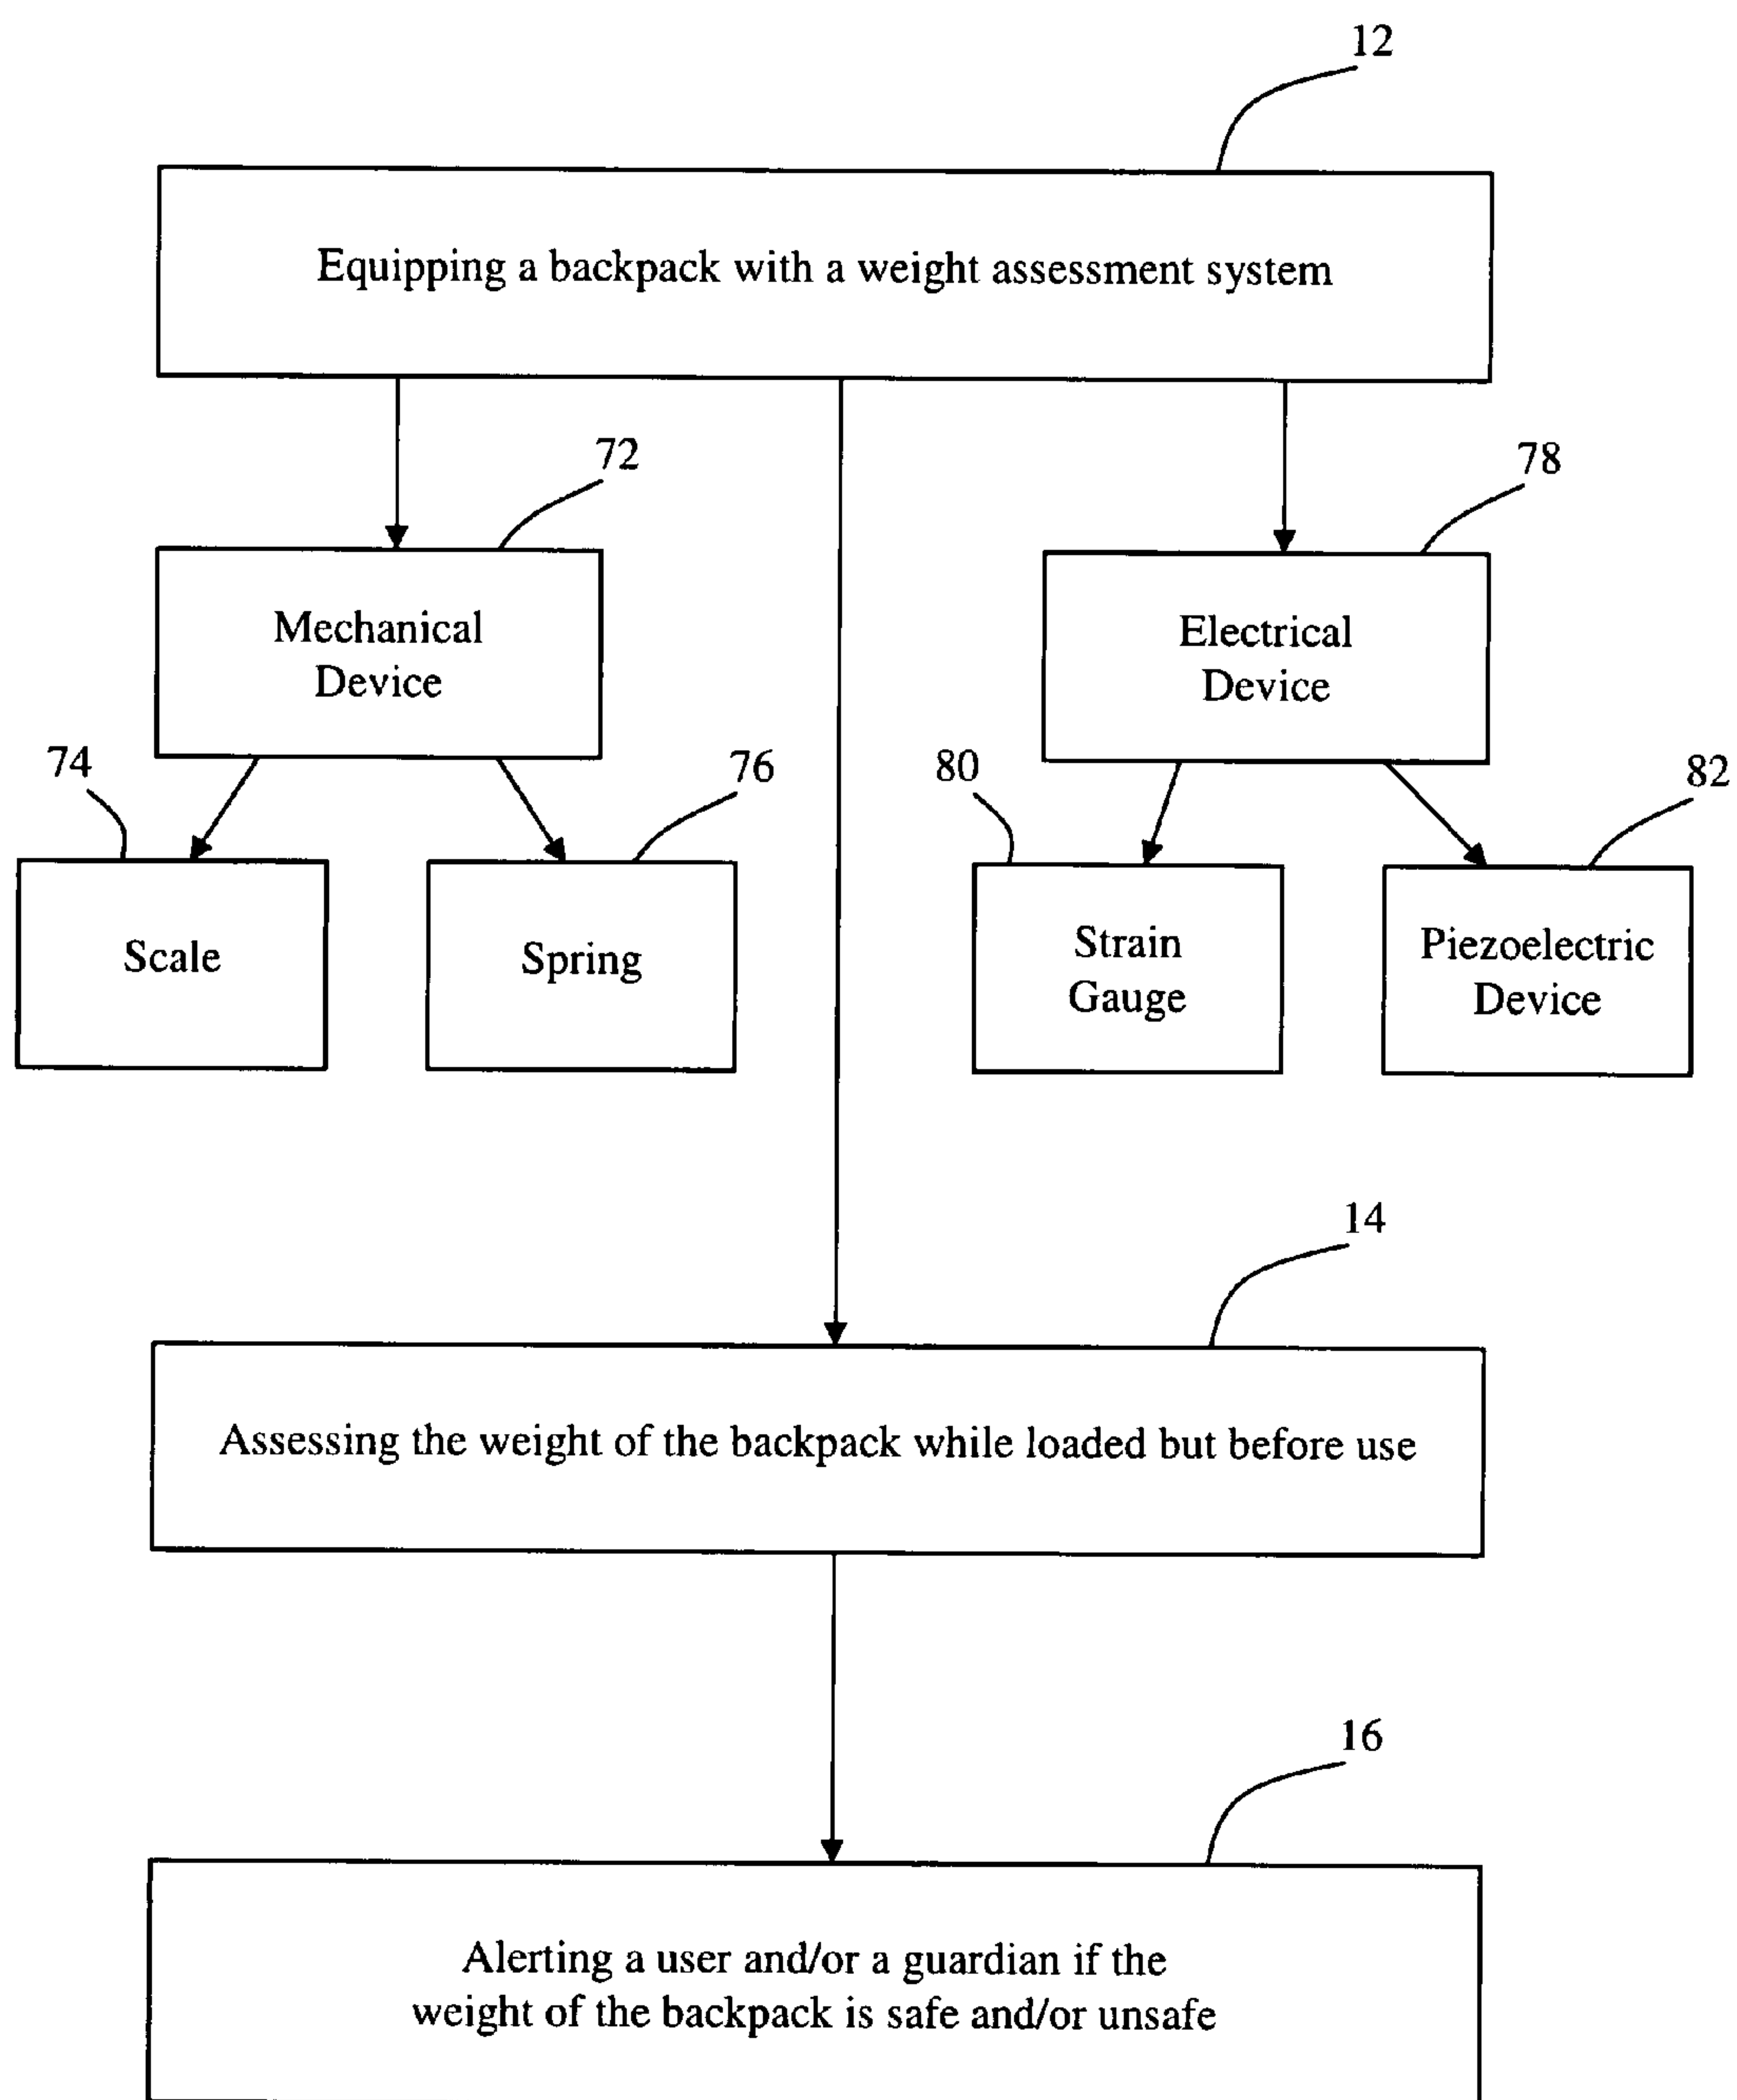 12
Equipping a backpack with a weight assessment system
72
78
Mechanical
Device
Electrical
Device
74
76
80
82
Scale
Spring
Strain
Gauge
Piezoelectric
Device
14
Assessing the weight of the backpack while loaded but before use
16
Alerting a user and/or a guardian if the
weight of the backpack is safe and/or unsafe